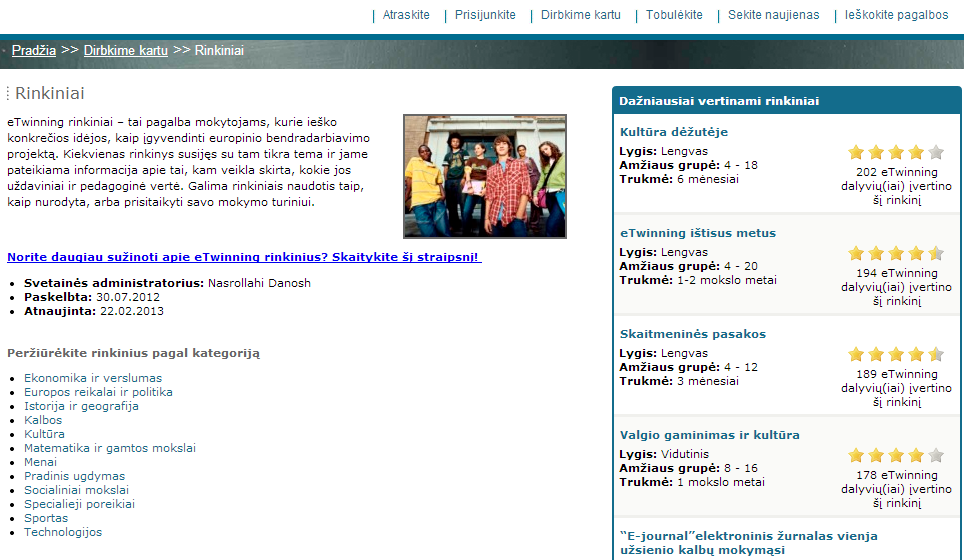 Atraskite | Prisijunkite | Dirbkime kartu | Tobulėkite | Sekite naujienas | Ieškokite pagalbos
Pradžia >> Dirbkime kartu >> Rinkiniai
Rinkiniai
eTwinning rinkiniai – tai pagalba mokytojams, kurie ieško
konkrečios idėjos, kaip įgyvendinti europinio bendradarbiavimo
projektą. Kiekvienas rinkinys susijęs su tam tikra tema ir jame
pateikiama informacija apie tai, kam veikla skirta, kokie jos
uždaviniai ir pedagoginė vertė. Galima rinkiniais naudotis taip,
kaip nurodyta, arba prisitaikyti savo mokymo turiniui.
Norite daugiau sužinoti apie eTwinning rinkinius? Skaitykite šį straipsnį!
Svetainės administratorius: Nasrollahi Danosh
Paskelbta: 30.07.2012
Atnaujinta: 22.02.2013
Peržiūrėkite rinkinius pagal kategoriją
Ekonomika ir verslumas
Europos reikalai ir politika
Istorija ir geografija
Kalbos
Kultūra
Matematika ir gamtos mokslai
Menai
Pradinis ugdymas
Socialiniai mokslai
Specialieji poreikiai
Sportas
Technologijos
Dažniausiai vertinami rinkiniai
Kultūra dėžutėje
Lygis: Lengvas
Amžiaus grupė: 4 - 18
Trukmė: 6 mėnesiai
202 eTwinning
dalyvių(iai) įvertino
šį rinkinį
eTwinning ištisus metus
Lygis: Lengvas
Amžiaus grupė: 4 - 20
Trukmė: 1-2 mokslo metai
194 eTwinning
dalyvių(iai) įvertino
šį rinkinį
Skaitmeninės pasakos
Lygis: Lengvas
Amžiaus grupė: 4 - 12
Trukmė: 3 mėnesiai
189 eTwinning
dalyvių(iai) įvertino
šį rinkinį
Valgio gaminimas ir kultūra
Lygis: Vidutinis
Amžiaus grupė: 8 - 16
Trukmė: 1 mokslo metai
178 eTwinning
dalyvių(iai) įvertino
šį rinkinį
“E-journal”elektroninis žurnalas vienja
užsienio kalbų mokymąsi